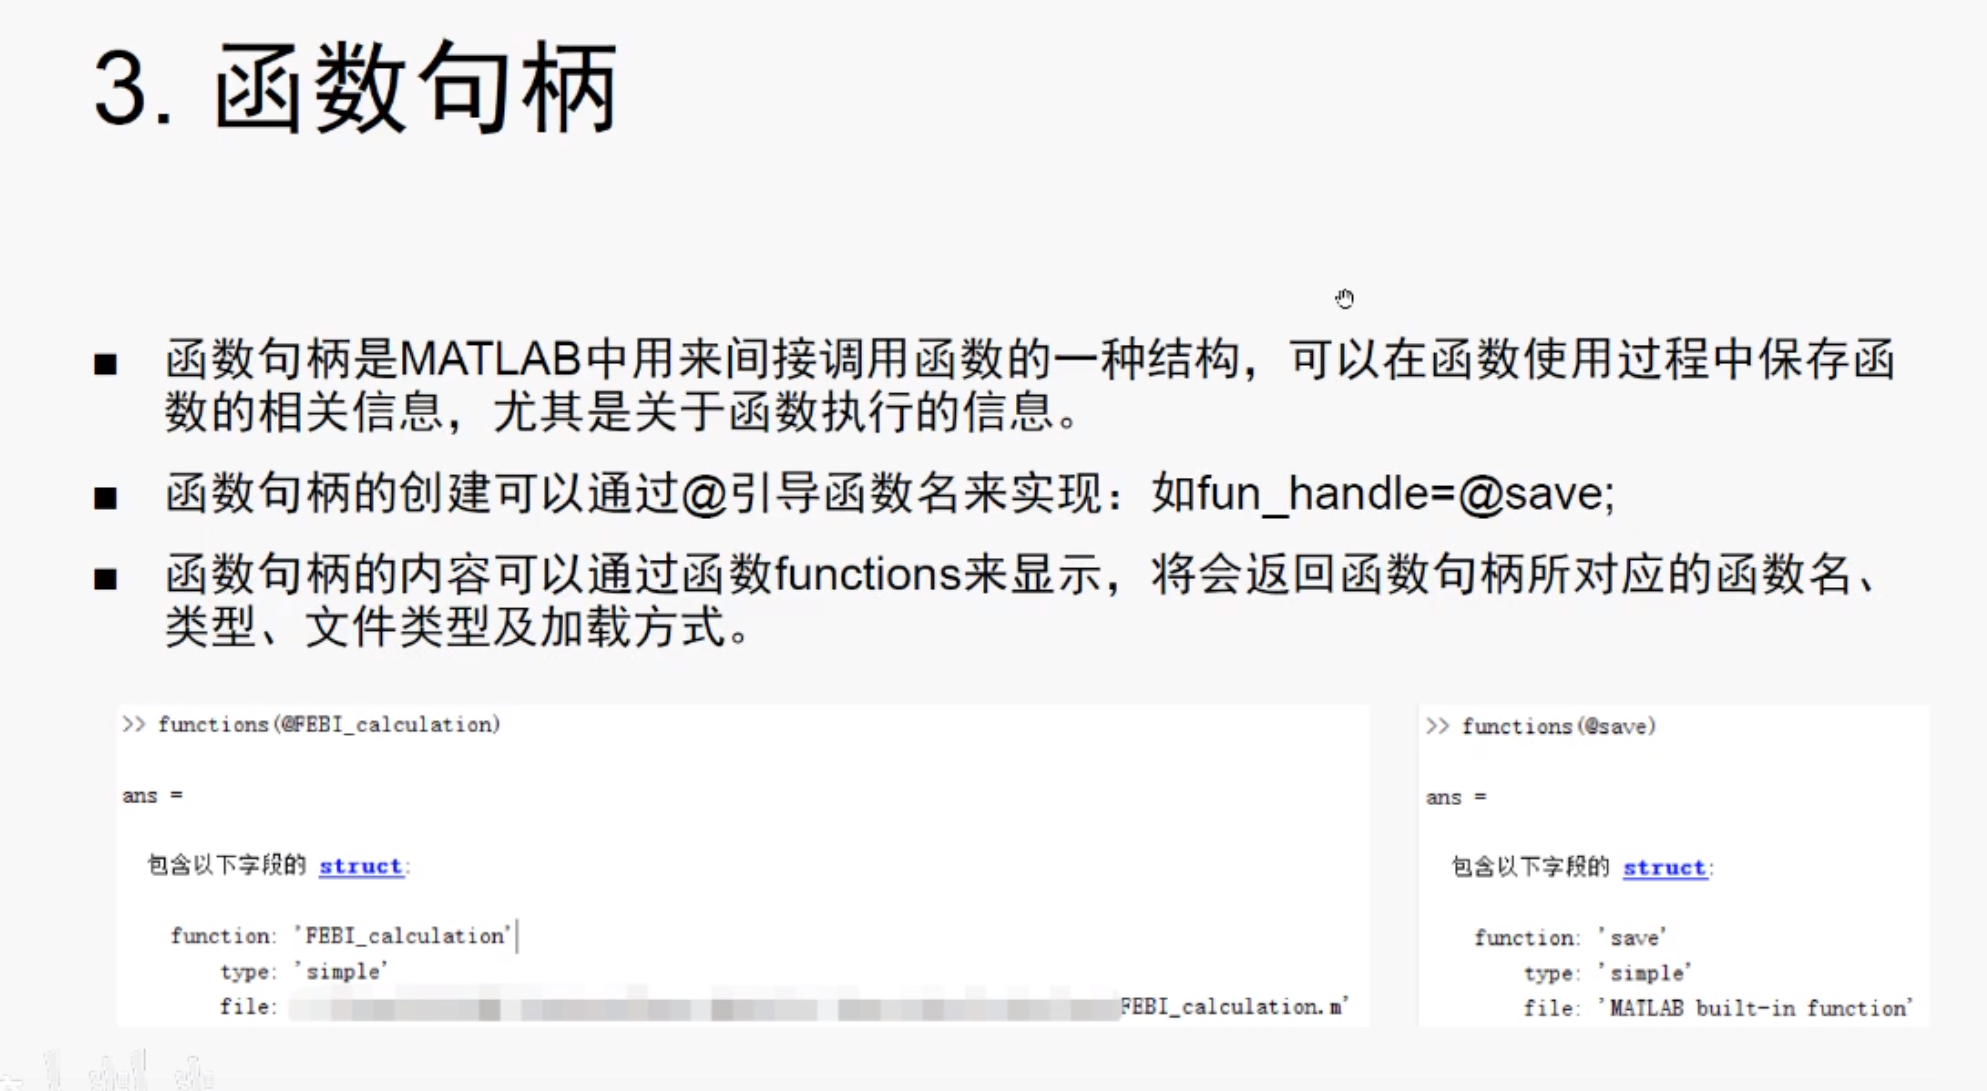 3. 函数句柄
■ 函数句柄是MATLAB中用来间接调用函数的一种结构，可以在函数使用过程中保存函
数的相关信息，尤其是关于函数执行的信息。
■ 函数句柄的创建可以通过@引导函数名来实现：如fun_handle=@save;
■ 函数句柄的内容可以通过函数functions来显示，将会返回函数句柄所对应的函数名、
类型、文件类型及加载方式。
>> functions(@FEBI_calculation)
ans =
包含以下字段的 struct:
function: 'FEBI_calculation'
type: 'simple'
file: FEBI_calculation.m'
>> functions(@save)
ans =
包含以下字段的 struct:
function: 'save'
type: 'simple'
file: 'MATLAB built-in function'